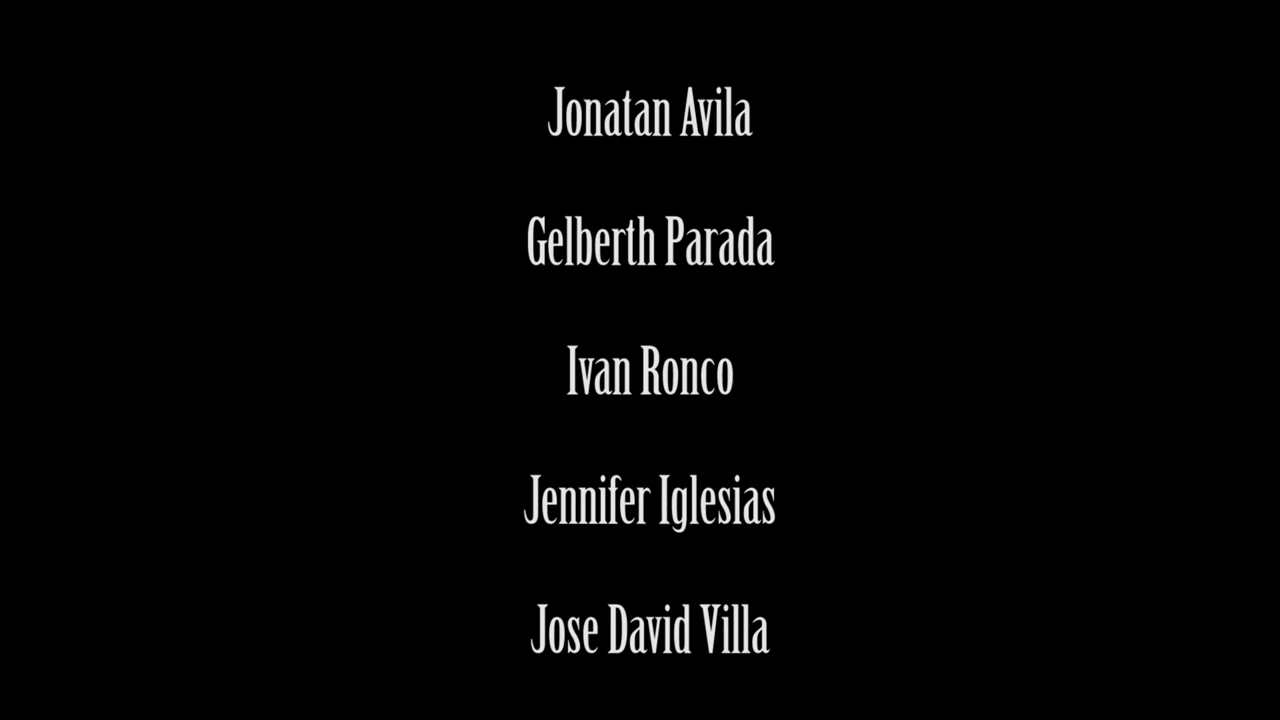 Jonatan Avila
Gelberth Parada
Ivan Ronco
Jennifer Iglesias
Jose David Villa